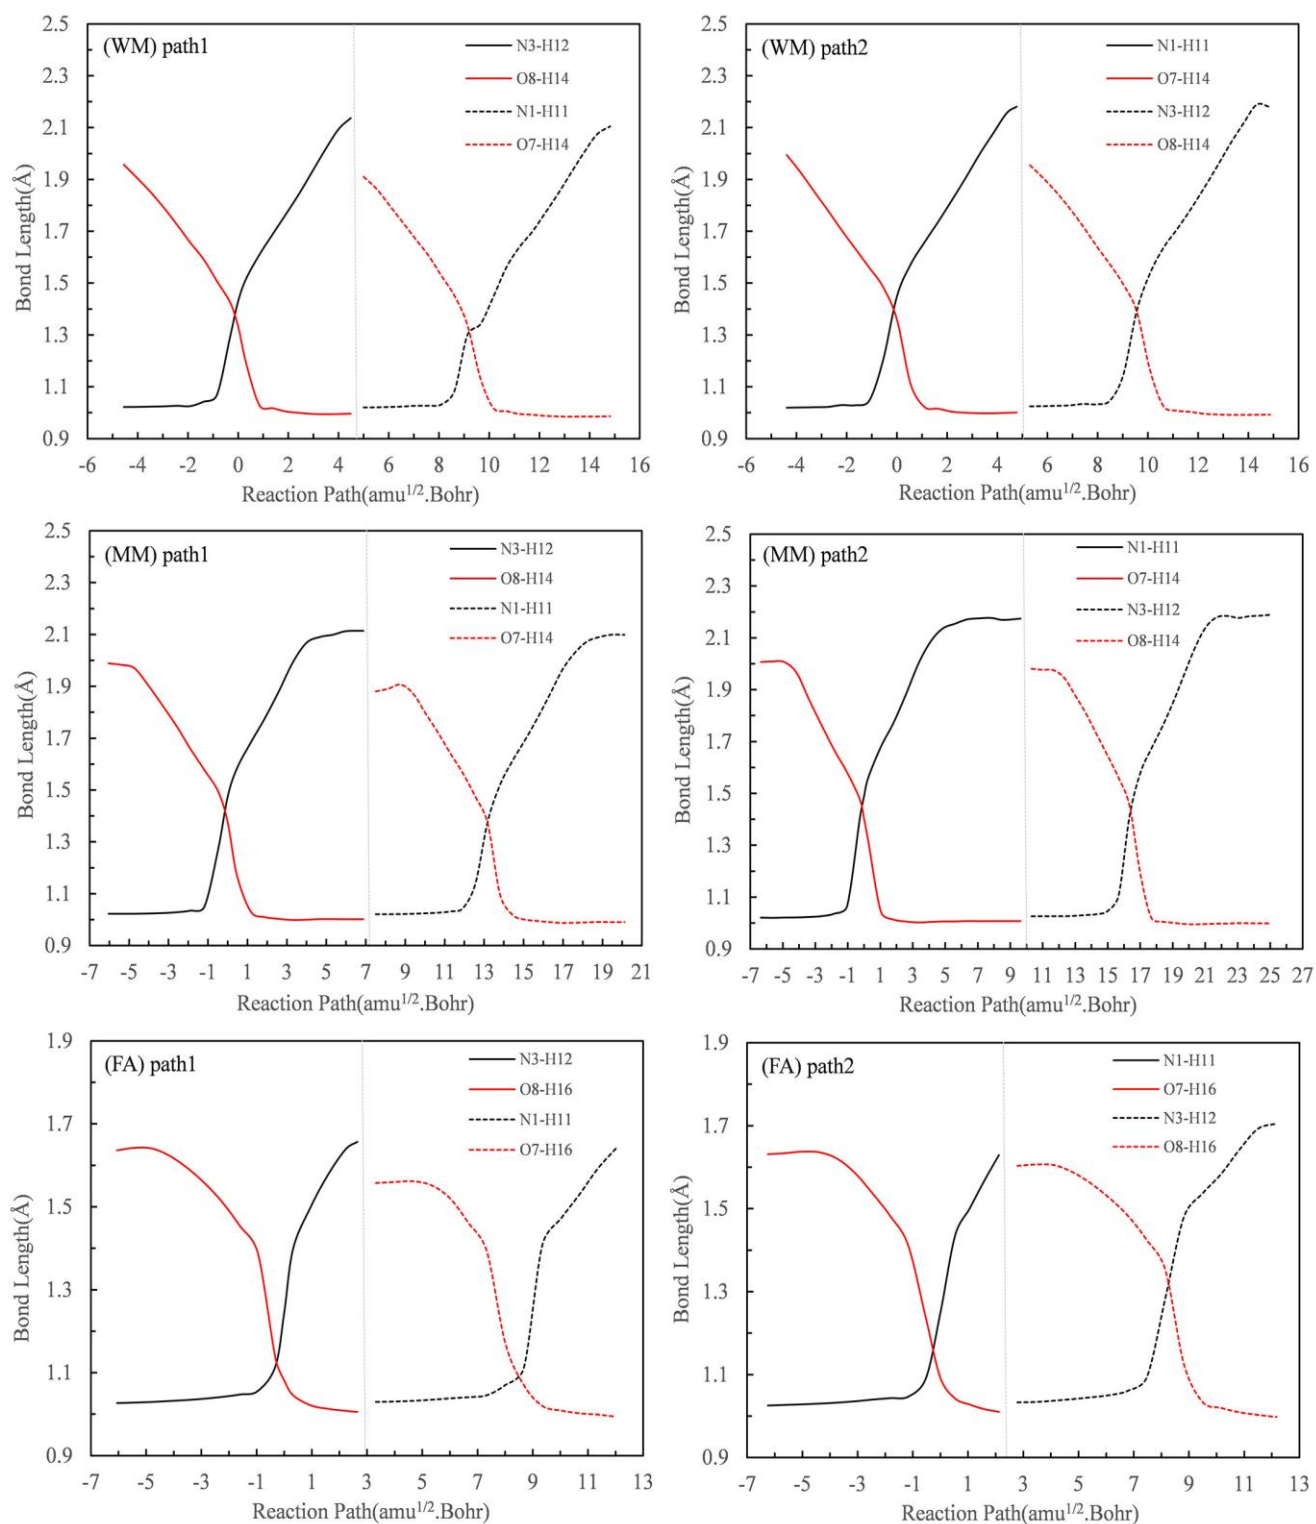 (WM) path1
N3-H12
O8-H14
N1-H11
O7-H14
2.5
2.3
2.1
1.9
1.7
1.5
1.3
1.1
0.9
Bond Length(Å)
-6 -4 -2 0 2 4 6 8 10 12 14 16
Reaction Path(amu1/2.Bohr)
(WM) path2
N1-H11
O7-H14
N3-H12
O8-H14
2.5
2.3
2.1
1.9
1.7
1.5
1.3
1.1
0.9
Bond Length(Å)
-6 -4 -2 0 2 4 6 8 10 12 14 16
Reaction Path(amu1/2.Bohr)
(MM) path1
N3-H12
O8-H14
N1-H11
O7-H14
2.5
2.3
2.1
1.9
1.7
1.5
1.3
1.1
0.9
Bond Length(Å)
-7 -5 -3 -1 1 3 5 7 9 11 13 15 17 19 21
Reaction Path(amu1/2.Bohr)
(MM) path2
N1-H11
O7-H14
N3-H12
O8-H14
2.5
2.3
2.1
1.9
1.7
1.5
1.3
1.1
0.9
Bond Length(Å)
-7 -5 -3 -1 1 3 5 7 9 11 13 15 17 19 21 23 25 27
Reaction Path(amu1/2.Bohr)
(FA) path1
N3-H12
O8-H16
N1-H11
O7-H16
1.9
1.7
1.5
1.3
1.1
0.9
Bond Length(Å)
-7 -5 -3 -1 1 3 5 7 9 11 13
Reaction Path(amu1/2.Bohr)
(FA) path2
N1-H11
O7-H16
N3-H12
O8-H16
1.9
1.7
1.5
1.3
1.1
0.9
Bond Length(Å)
-7 -5 -3 -1 1 3 5 7 9 11 13
Reaction Path(amu1/2.Bohr)